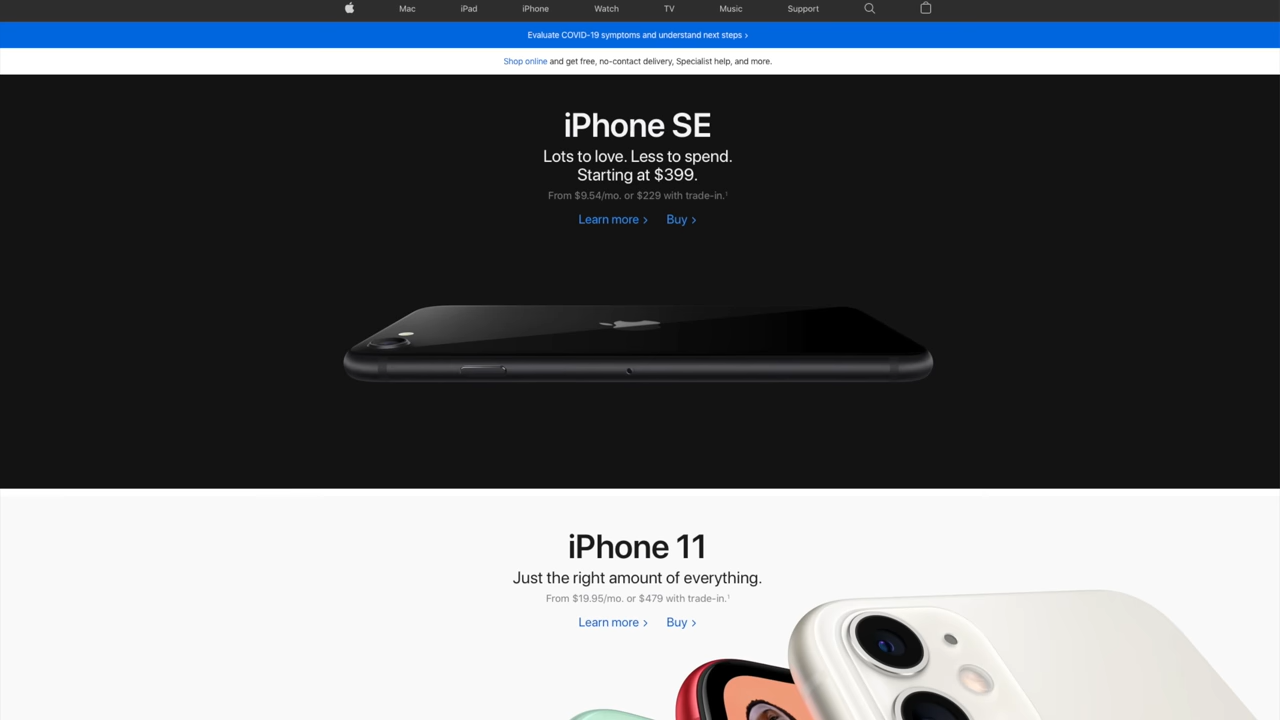 Mac iPad iPhone Watch TV Music Support
Evaluate COVID-19 symptoms and understand next steps >
Shop online and get free, no-contact delivery, Specialist help, and more.
iPhone SE
Lots to love. Less to spend.
Starting at $399.
From $9.54/mo. or $229 with trade-in.¹
Learn more > Buy >
iPhone 11
Just the right amount of everything.
From $19.95/mo. or $479 with trade-in.¹
Learn more > Buy >